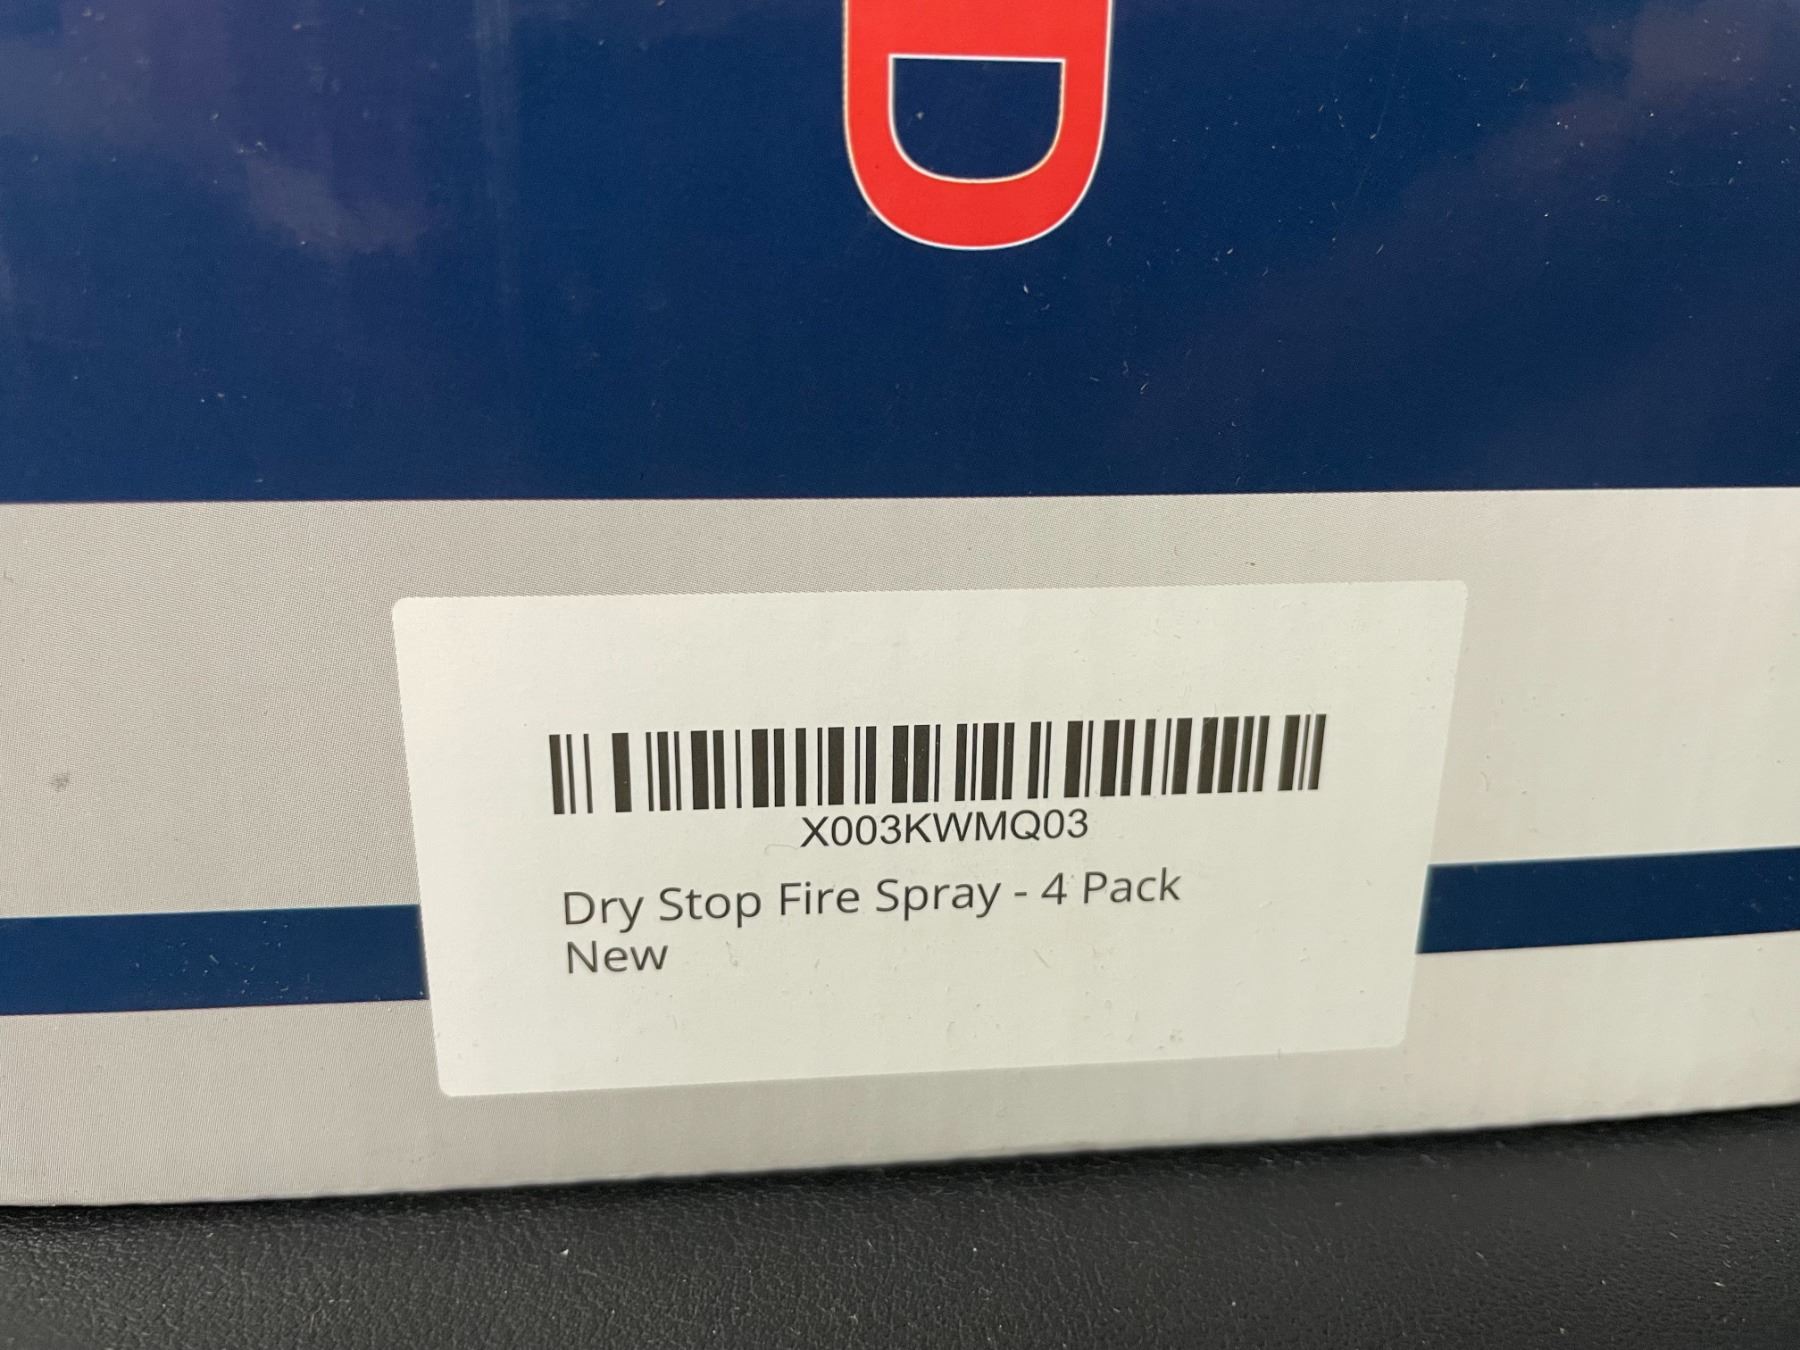 X003KWMQ03
Dry Stop Fire Spray - 4 Pack
New